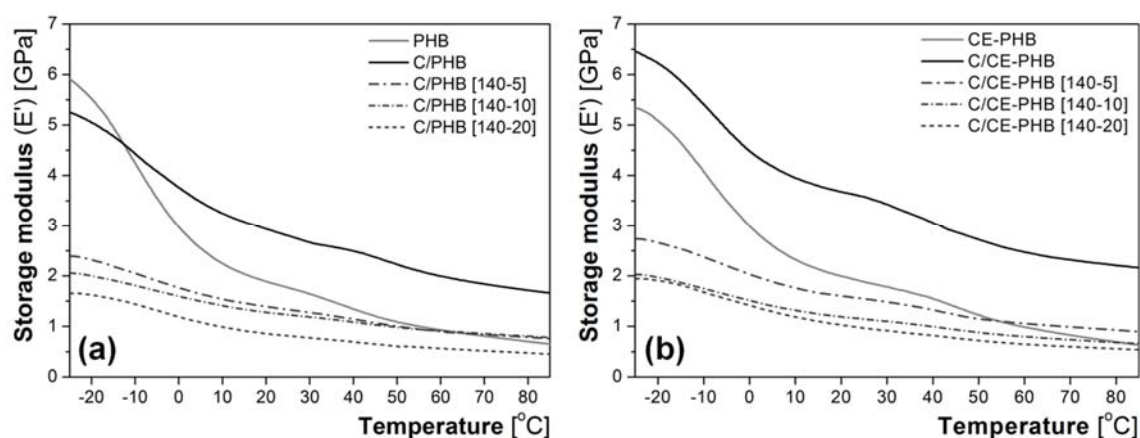 7
6
5
4
3
2
1
0
Storage modulus (E') [GPa]
PHB
C/PHB
C/PHB [140-5]
C/PHB [140-10]
C/PHB [140-20]
(a)
-20 -10 0 10 20 30 40 50 60 70 80
Temperature [°C]
7
6
5
4
3
2
1
0
Storage modulus (E') [GPa]
CE-PHB
C/CE-PHB
C/CE-PHB [140-5]
C/CE-PHB [140-10]
C/CE-PHB [140-20]
(b)
-20 -10 0 10 20 30 40 50 60 70 80
Temperature [°C]